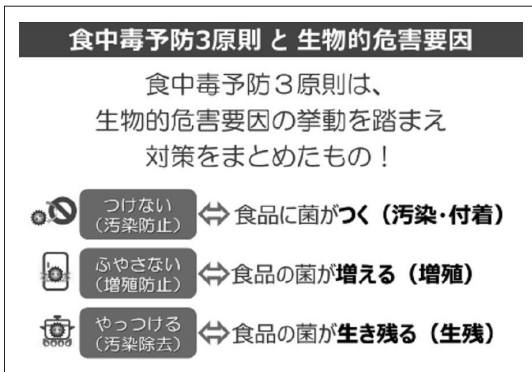 食中毒予防3原則 と 生物的危害要因
食中毒予防３原則は、
生物的危害要因の挙動を踏まえ
対策をまとめたもの！
つけない
（汚染防止）
⇔食品に菌がつく（汚染・付着）
ふやさない
（増殖防止）
⇔食品の菌が増える（増殖）
やっつける
（汚染除去）
⇔食品の菌が生き残る（生残）